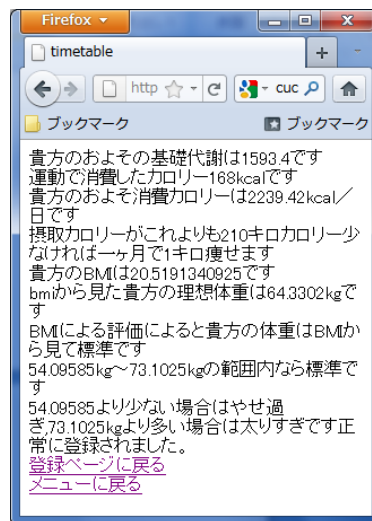 Firefox
timetable
http
cuc
ブックマーク
ブックマーク
貴方のおよその基礎代謝は1593.4です
運動で消費したカロリー168kcalです
貴方のおよそ消費カロリーは2239.42kcal／
日です
摂取カロリーがこれよりも210キロカロリー少
なければ一ヶ月で1キロ痩せます
貴方のBMIは20.5191340925です
bmiから見た貴方の理想体重は64.3302kgで
す
BMIによる評価によると貴方の体重はBMIか
ら見て標準です
54.09585kg～73.1025kgの範囲内なら標準で
す
54.09585より少ない場合はやせ過
ぎ,73.1025kgより多い場合は太りすぎです正
常に登録されました。
登録ページに戻る
メニューに戻る